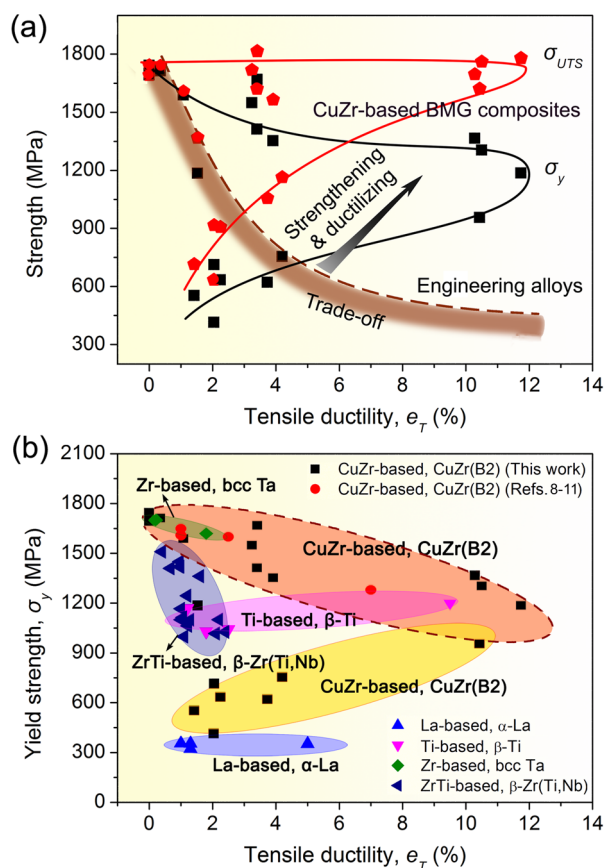 (a)
1800
1500
1200
900
600
300
Strength (MPa)
σUTS
CuZr-based BMG composites
σy
Strengthening
& ductilizing
Engineering alloys
Trade-off
0 2 4 6 8 10 12 14
Tensile ductility, eT (%)
(b)
2100
1800
1500
1200
900
600
300
0
Yield strength, σy (MPa)
CuZr-based, CuZr(B2) (This work)
CuZr-based, CuZr(B2) (Refs. 8-11)
Zr-based, bcc Ta
CuZr-based, CuZr(B2)
Ti-based, β-Ti
ZrTi-based, β-Zr(Ti,Nb)
CuZr-based, CuZr(B2)
La-based, α-La
La-based, α-La
Ti-based, β-Ti
Zr-based, bcc Ta
ZrTi-based, β-Zr(Ti,Nb)
0 2 4 6 8 10 12 14
Tensile ductility, eT (%)